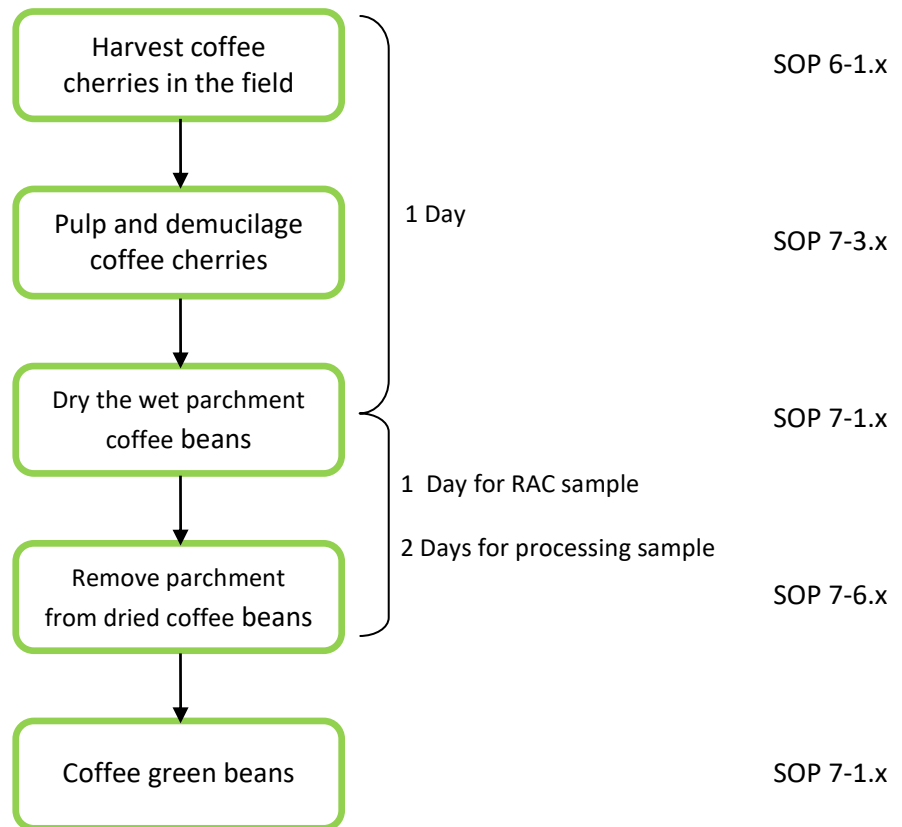 Harvest coffee
cherries in the field
SOP 6-1.x
Pulp and demucilage
coffee cherries
1 Day
SOP 7-3.x
Dry the wet parchment
coffee beans
SOP 7-1.x
1 Day for RAC sample
2 Days for processing sample
Remove parchment
from dried coffee beans
SOP 7-6.x
Coffee green beans
SOP 7-1.x